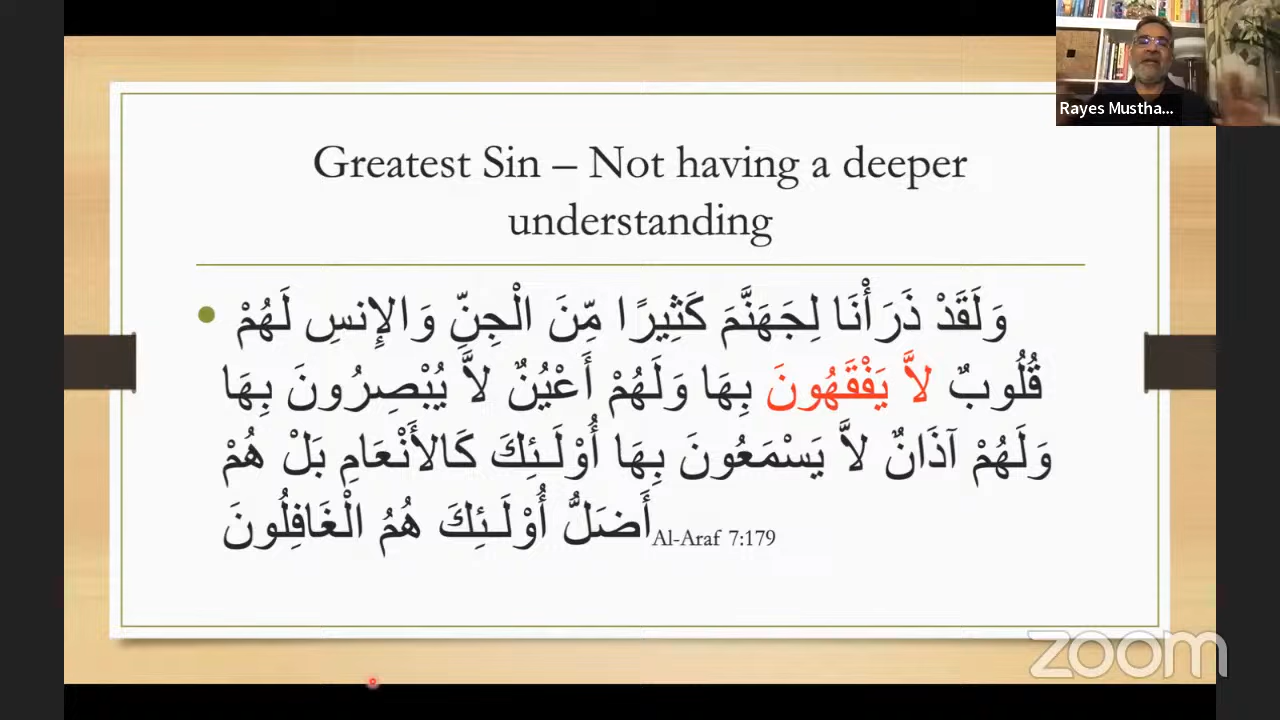 Rayes Mustha...
Greatest Sin – Not having a deeper
understanding
• وَلَقَدْ ذَرَأْنَا لِجَهَنَّمَ كَثِيرًا مِّنَ الْجِنِّ وَالإِنسِ لَهُمْ
قُلُوبٌ لاَّ يَفْقَهُونَ بِهَا وَلَهُمْ أَعْيُنٌ لاَّ يُبْصِرُونَ بِهَا
وَلَهُمْ آذَانٌ لاَّ يَسْمَعُونَ بِهَا أُوْلَـئِكَ كَالأَنْعَامِ بَلْ هُمْ
أَضَلُّ أُوْلَـئِكَ هُمُ الْغَافِلُونَ Al-Araf 7:179
zoom